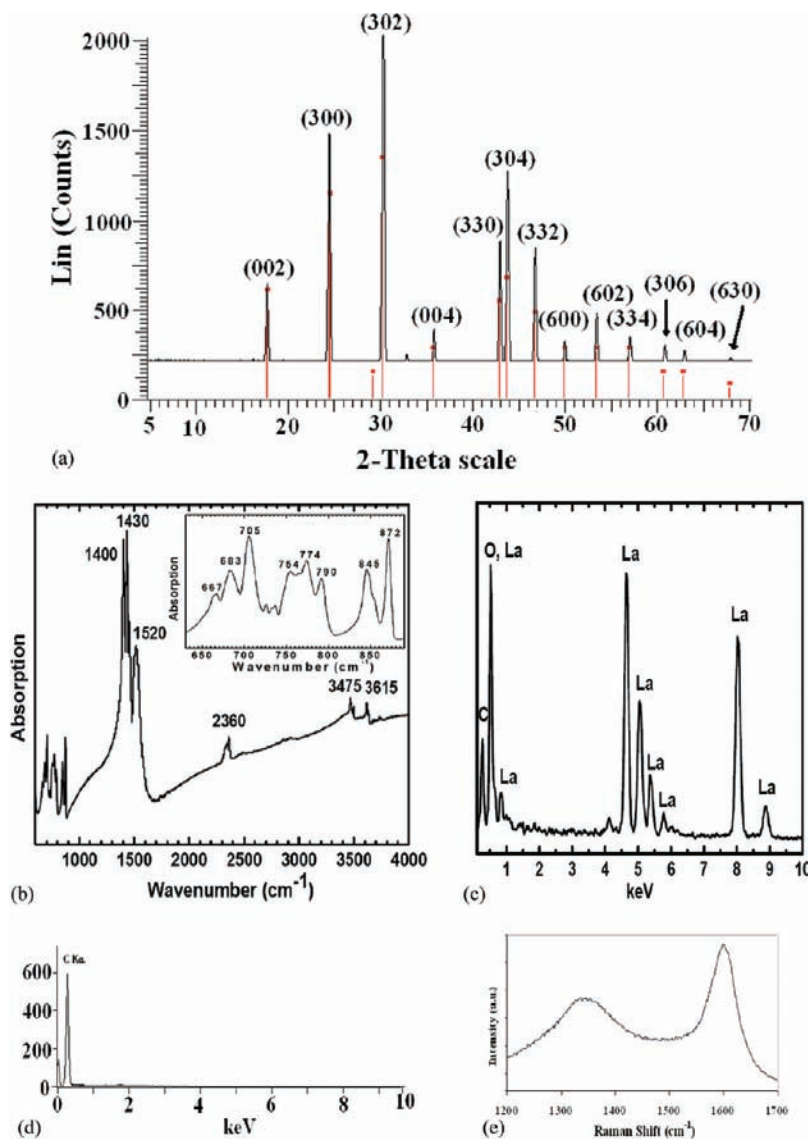 (302)
2000
(300)
1500
(304)
(330)
(332)
1000
(002)
(602)
(306)
(630)
500
(004)
(600)
(334)
(604)
0
Lin (Counts)
5 10 20 30 40 50 60 70
(a)
2-Theta scale
1430
1400
1520
705
872
683
754
774
667
790
845
Absorption
650 700 750 800 850
Wavenumber (cm-1)
3475 3615
2360
Absorption
1000 1500 2000 2500 3000 3500 4000
(b)
Wavenumber (cm-1)
O, La
La
La
La
C
La
La
La
La
1 2 3 4 5 6 7 8 9 10
(c)
keV
C Kα
600
400
200
0
0 2 4 6 8 10
(d)
keV
Intensity (a.u.)
1200 1300 1400 1500 1600 1700
(e)
Raman Shift (cm-1)